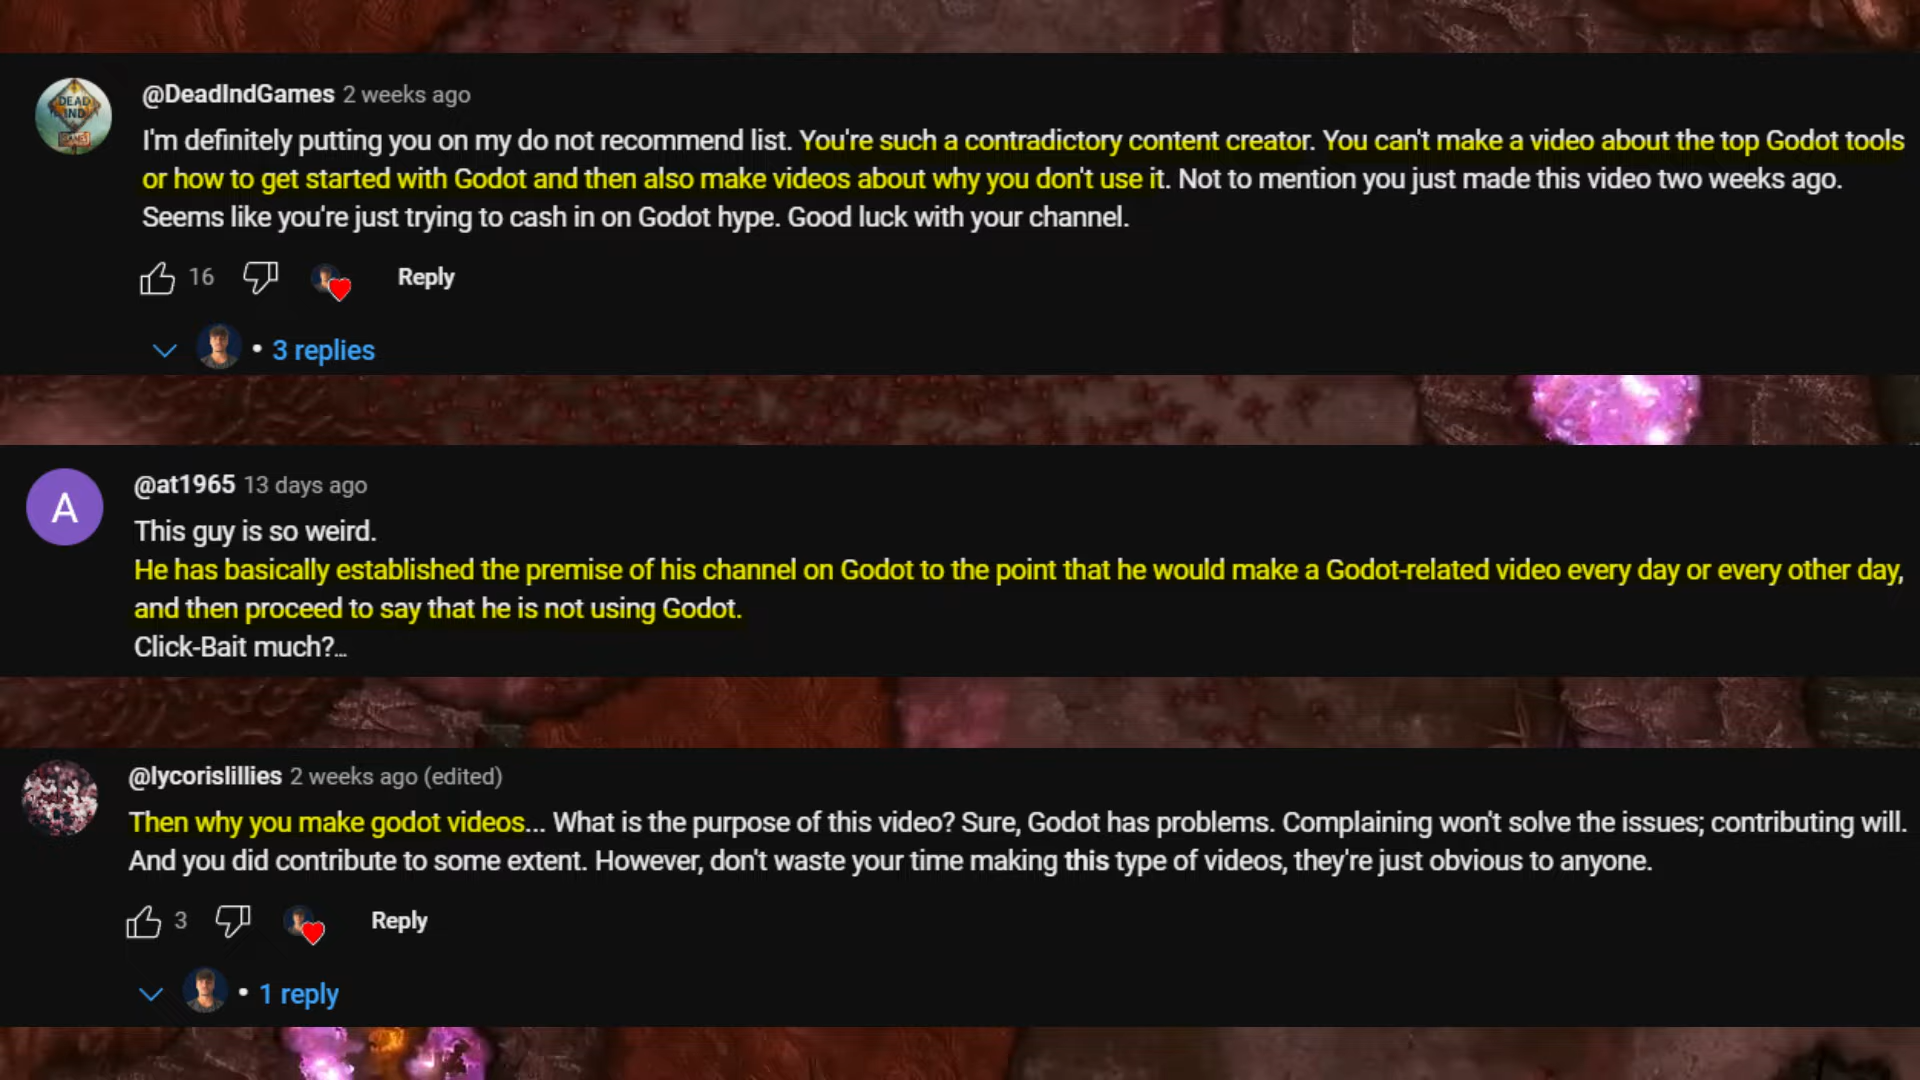 DEAD
IND
GAMES
@DeadIndGames 2 weeks ago
I'm definitely putting you on my do not recommend list. You're such a contradictory content creator. You can't make a video about the top Godot tools
or how to get started with Godot and then also make videos about why you don't use it. Not to mention you just made this video two weeks ago.
Seems like you're just trying to cash in on Godot hype. Good luck with your channel.
16 Reply
• 3 replies
A
@at1965 13 days ago
This guy is so weird.
He has basically established the premise of his channel on Godot to the point that he would make a Godot-related video every day or every other day,
and then proceed to say that he is not using Godot.
Click-Bait much?...
@lycorislillies 2 weeks ago (edited)
Then why you make godot videos... What is the purpose of this video? Sure, Godot has problems. Complaining won't solve the issues; contributing will.
And you did contribute to some extent. However, don't waste your time making this type of videos, they're just obvious to anyone.
3 Reply
• 1 reply